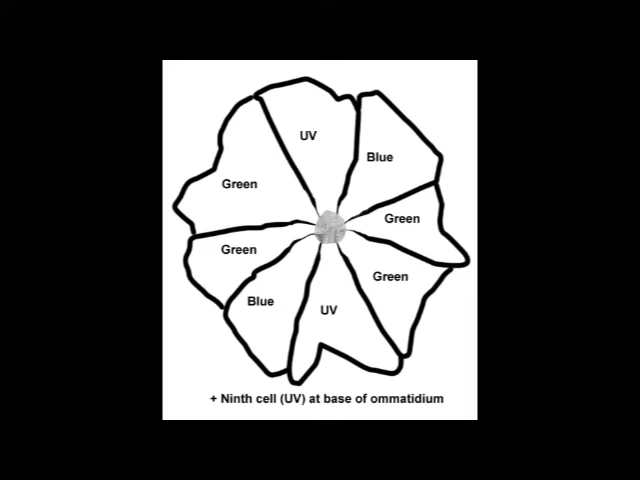 UV
Blue
Green
Green
Green
Green
Blue
UV
+ Ninth cell (UV) at base of ommatidium